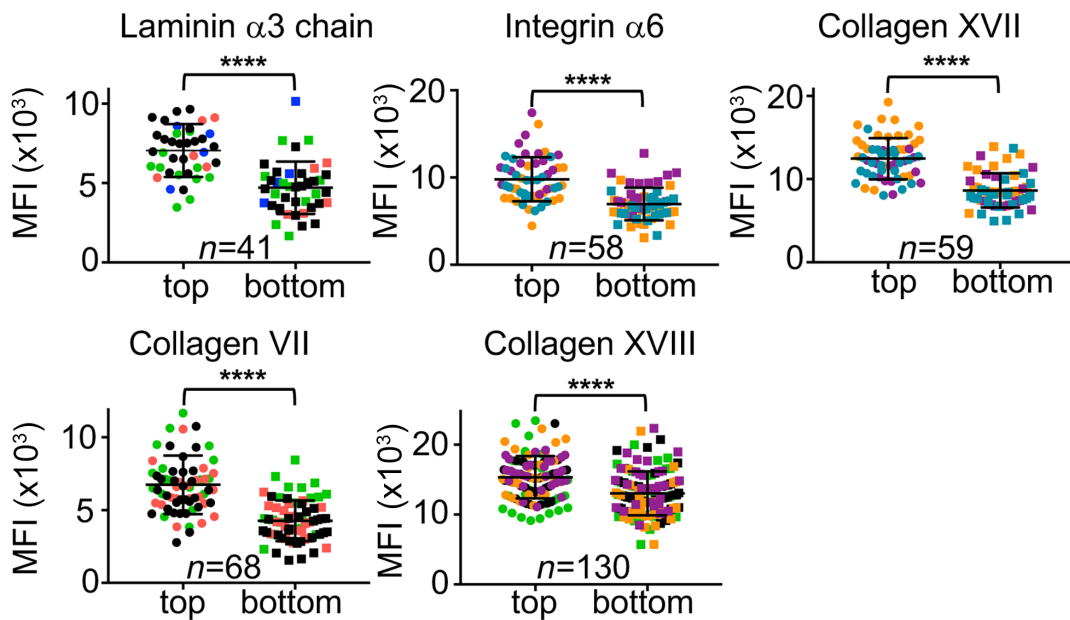 Laminin α3 chain
****
MFI (x10³)
10
5
0
n=41
top bottom
Integrin α6
****
MFI (x10³)
20
10
0
n=58
top bottom
Collagen XVII
****
MFI (x10³)
20
10
0
n=59
top bottom
Collagen VII
****
MFI (x10³)
10
5
0
n=68
top bottom
Collagen XVIII
****
MFI (x10³)
20
10
0
n=130
top bottom